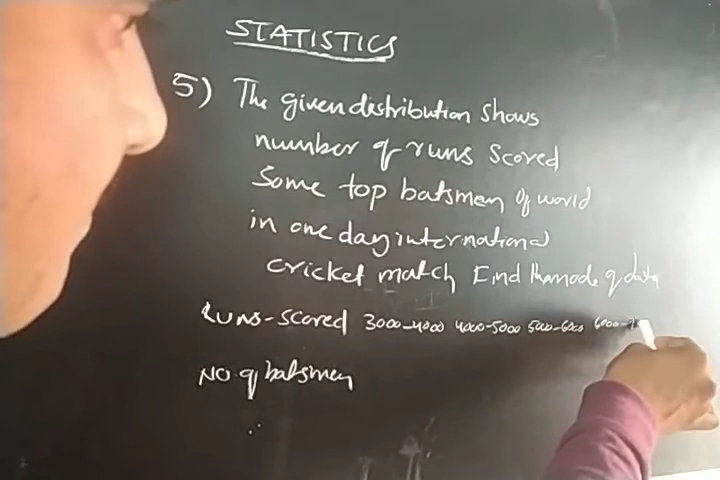 STATISTICS
5) The given distribution shows
number of runs scored
Some top batsmen of world
in one day international
cricket match Find the mode of data
Runs-scored 3000-4000 4000-5000 5000-6000 6000-7
No of batsmen